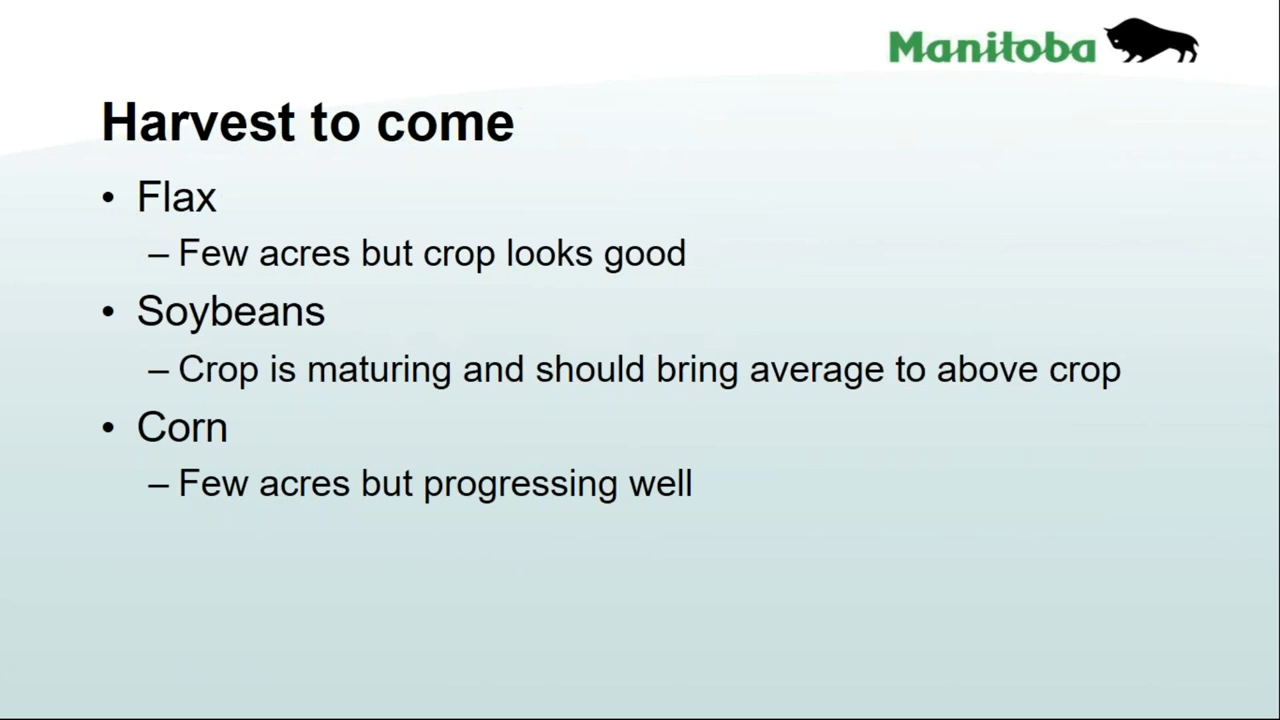 Manitoba
Harvest to come
• Flax
– Few acres but crop looks good
• Soybeans
– Crop is maturing and should bring average to above crop
• Corn
– Few acres but progressing well